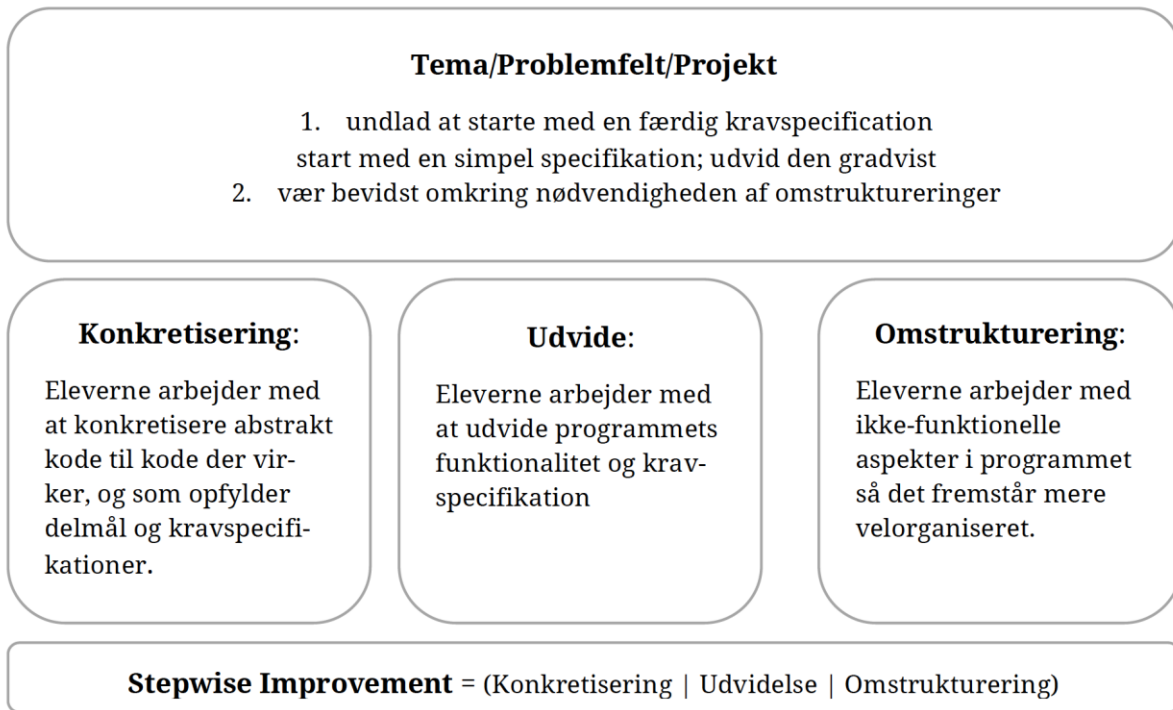 Tema/Problemfelt/Projekt
1. undlad at starte med en færdig kravspecification
start med en simpel specifikation; udvid den gradvist
2. vær bevidst omkring nødvendigheden af omstruktureringer
Konkretisering:
Eleverne arbejder med
at konkretisere abstrakt
kode til kode der vir-
ker, og som opfylder
delmål og kravspecifi-
kationer.
Udvide:
Eleverne arbejder med
at udvide programmets
funktionalitet og krav-
specifikation
Omstrukturering:
Eleverne arbejder med
ikke-funktionelle
aspekter i programmet
så det fremstår mere
velorganiseret.
Stepwise Improvement = (Konkretisering | Udvidelse | Omstrukturering)